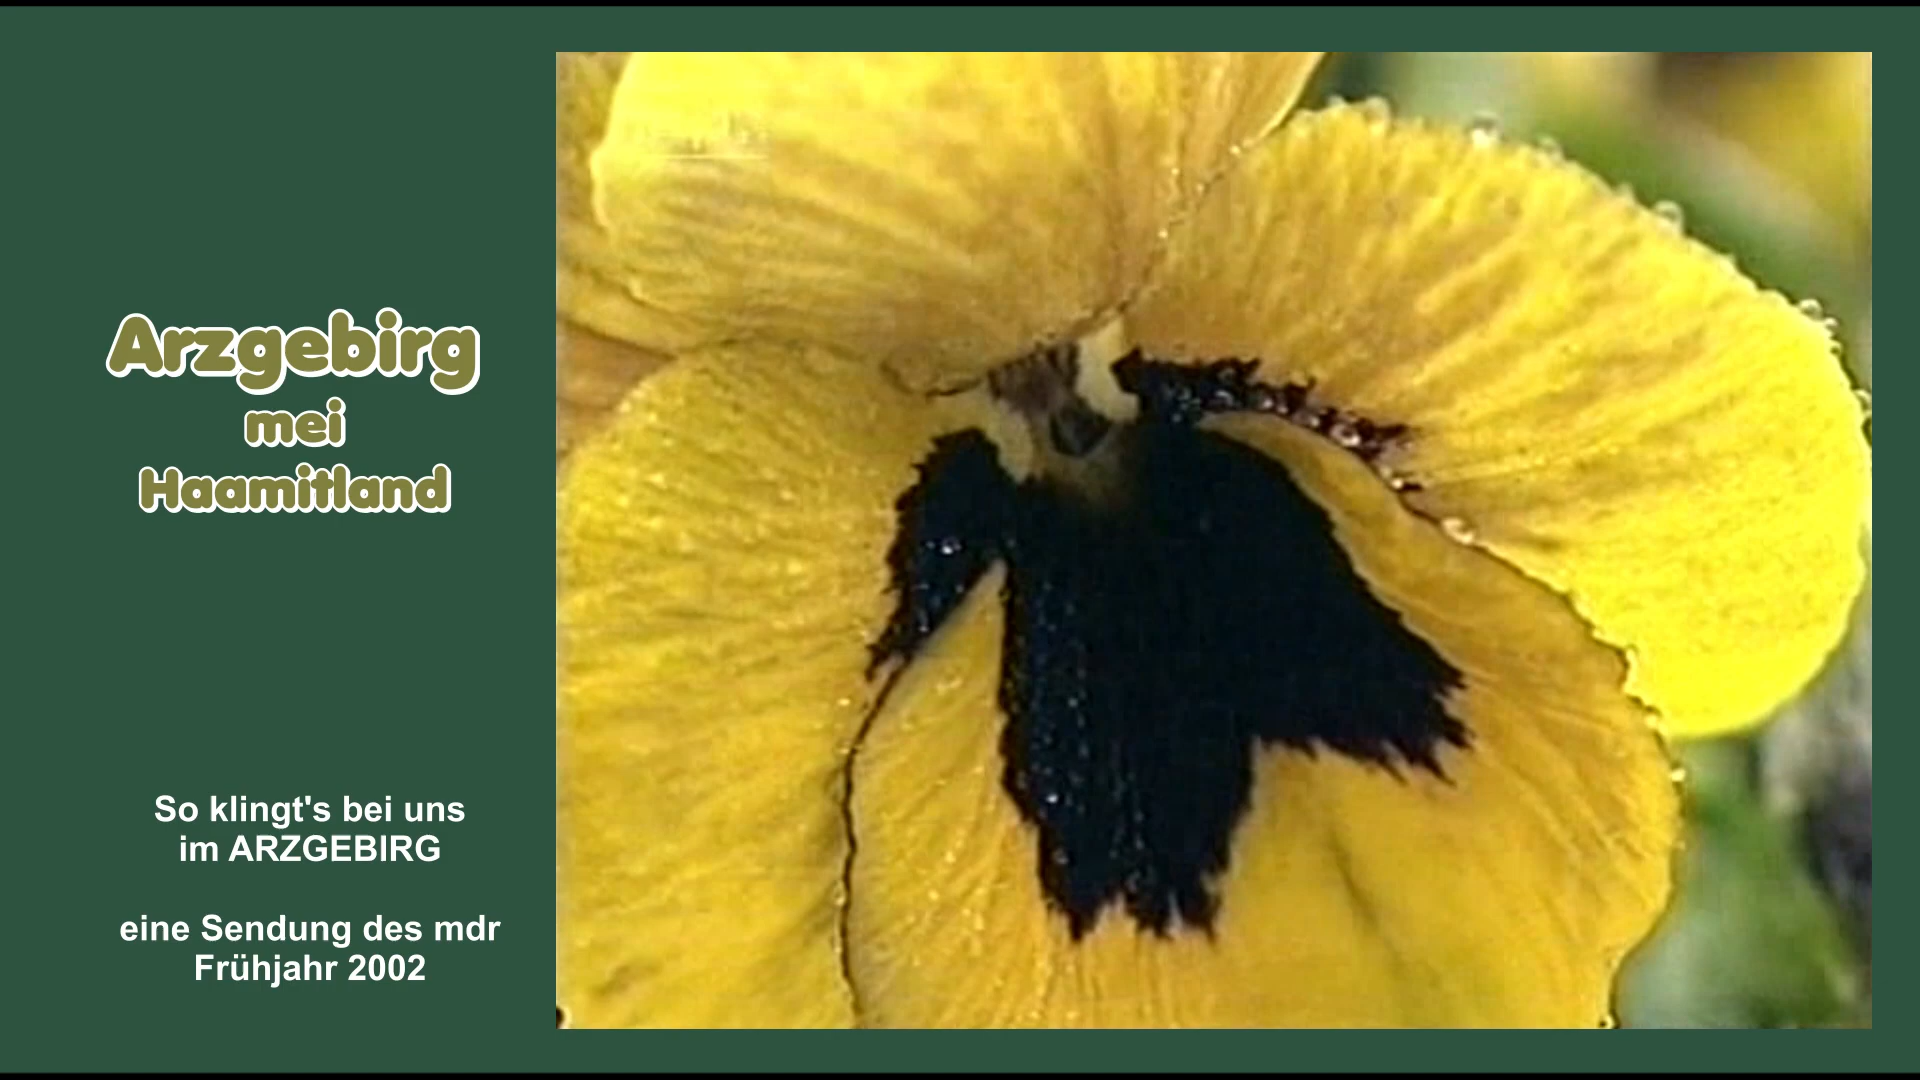 Arzgebirg
mei
Haamitland
So klingt's bei uns
im ARZGEBIRG
eine Sendung des mdr
Frühjahr 2002